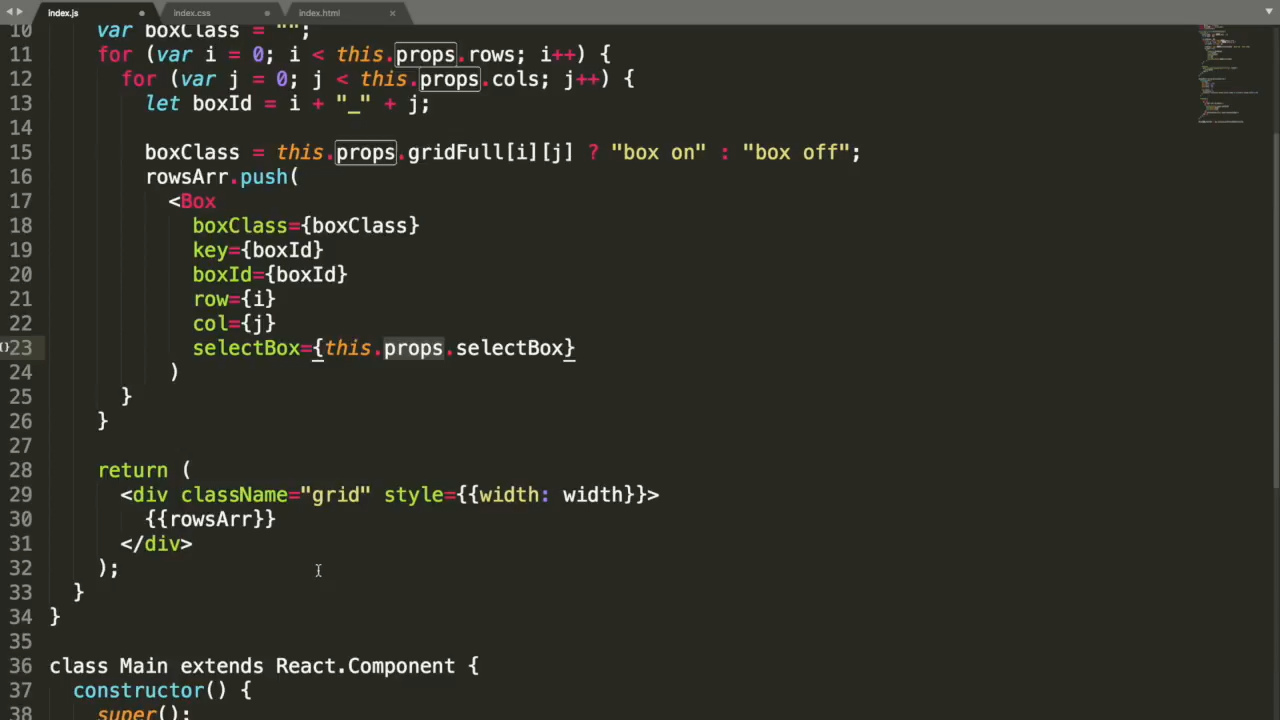 index.js index.css index.html
10 var boxClass = "";
11 for (var i = 0; i < this.props.rows; i++) {
12 for (var j = 0; j < this.props.cols; j++) {
13 let boxId = i + "_" + j;
14
15 boxClass = this.props.gridFull[i][j] ? "box on" : "box off";
16 rowsArr.push(
17 <Box
18 boxClass={boxClass}
19 key={boxId}
20 boxId={boxId}
21 row={i}
22 col={j}
23 selectBox={this.props.selectBox}
24 )
25 }
26 }
27
28 return (
29 <div className="grid" style={{width: width}}>
30 {{rowsArr}}
31 </div>
32 );
33 }
34 }
35
36 class Main extends React.Component {
37 constructor() {
38 super();